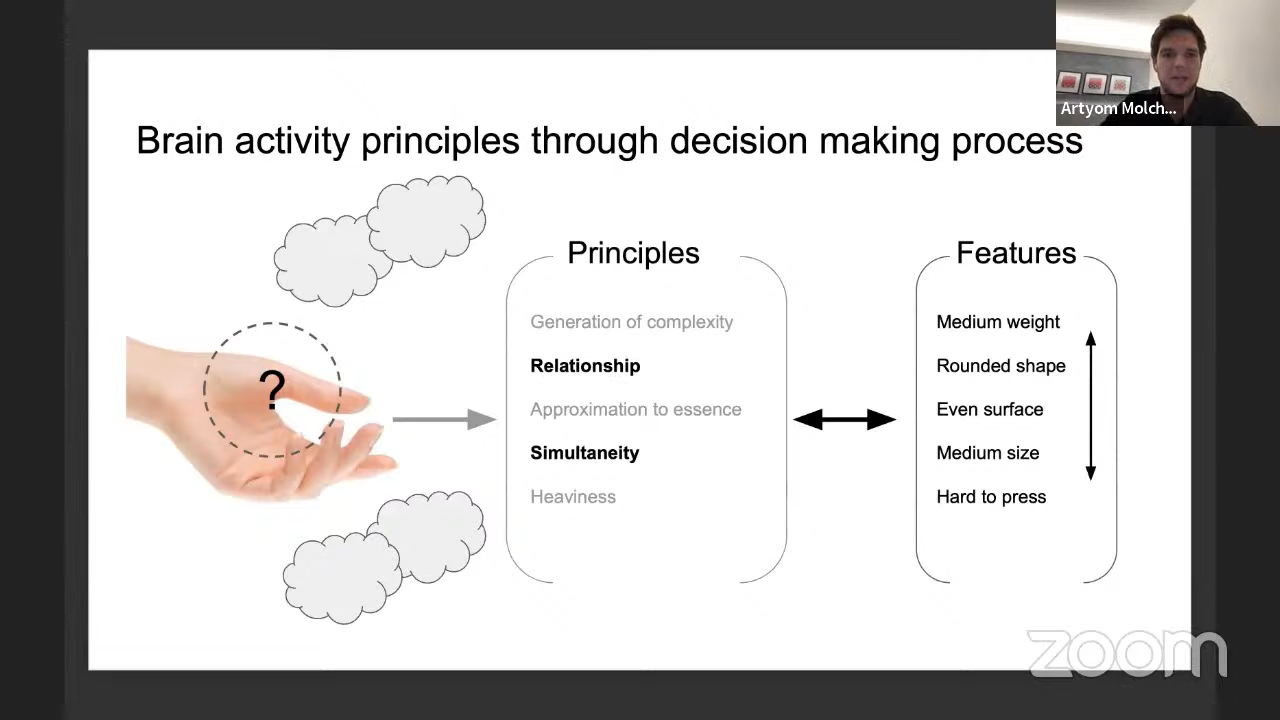 Artyom Molch...
Brain activity principles through decision making process
?
Principles
Generation of complexity
Relationship
Approximation to essence
Simultaneity
Heaviness
Features
Medium weight
Rounded shape
Even surface
Medium size
Hard to press
zoom